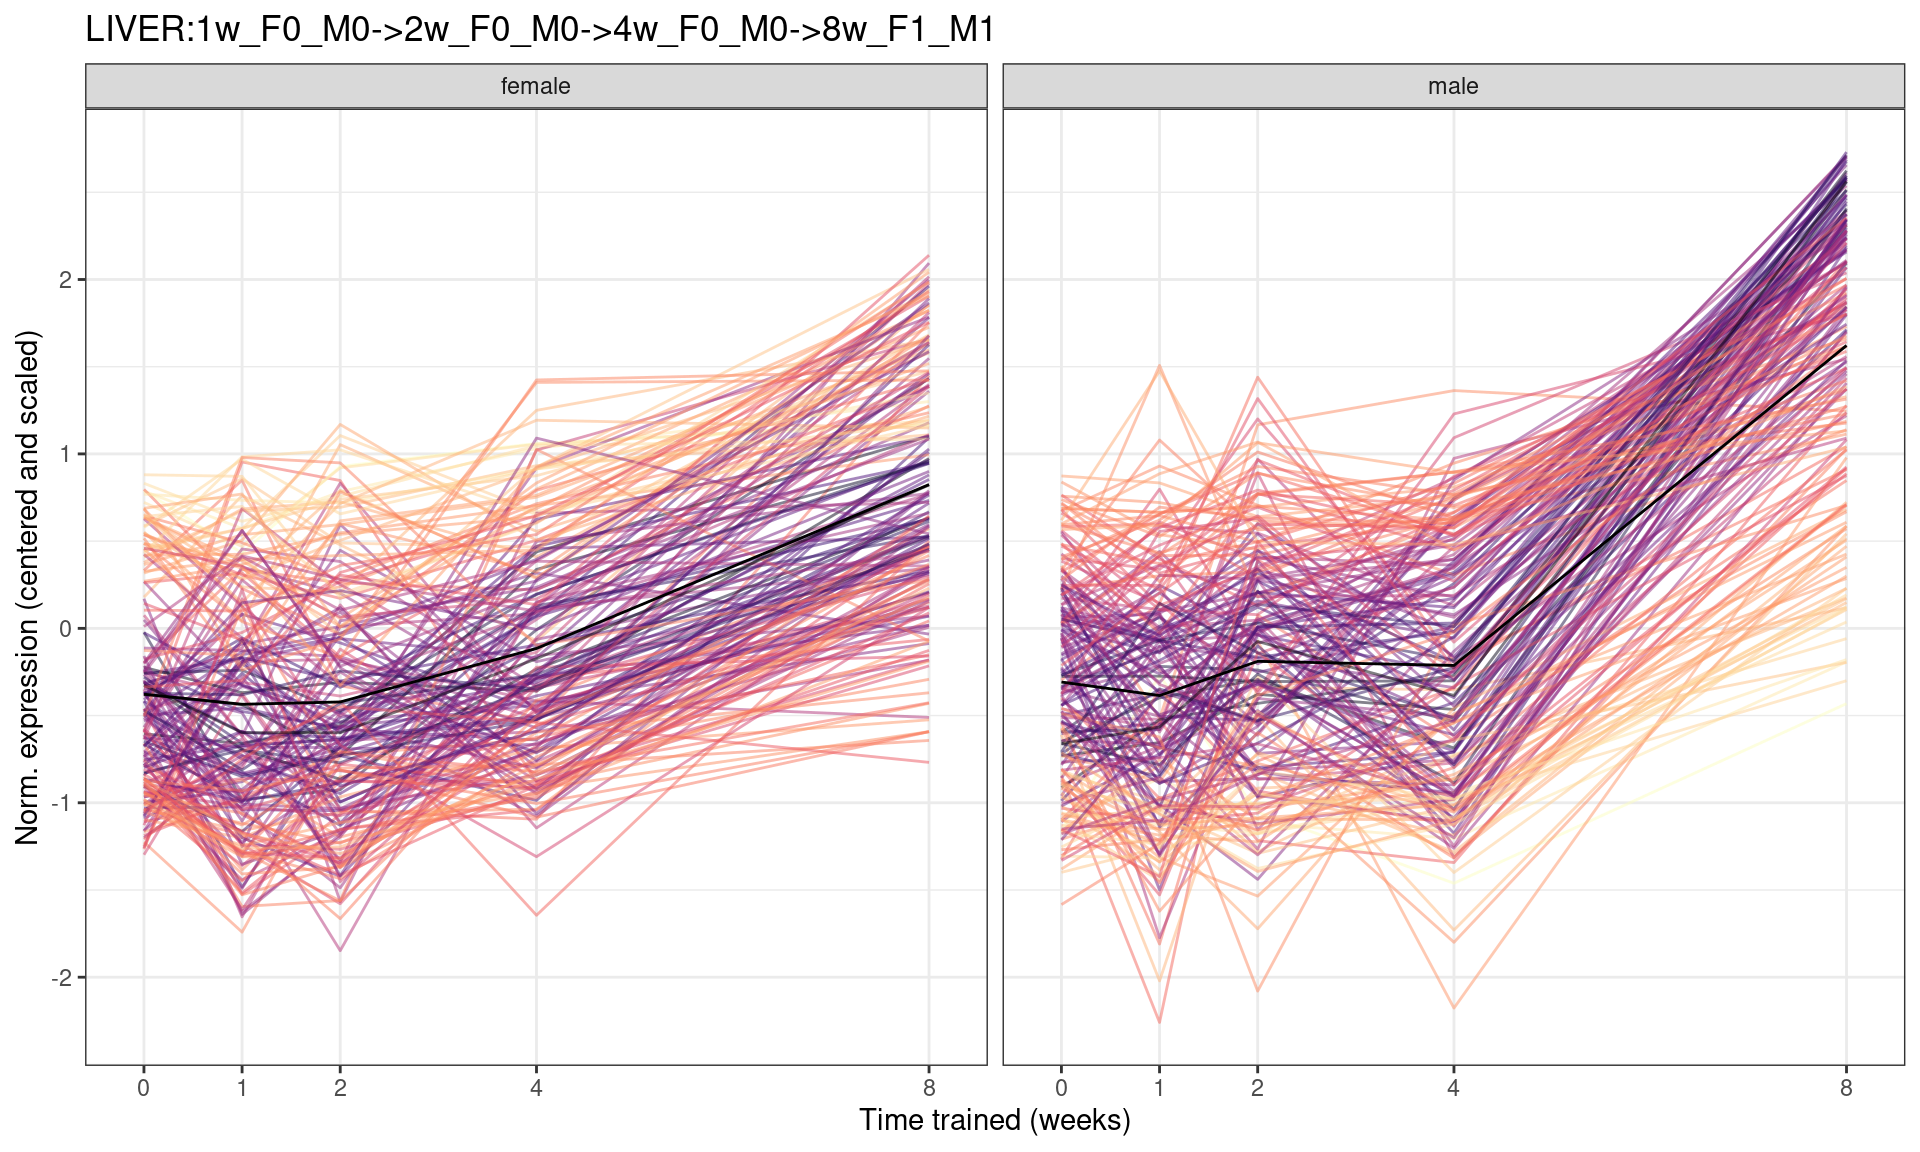 LIVER:1w_F0_M0->2w_F0_M0->4w_F0_M0->8w_F1_M1
female
male
Norm. expression (centered and scaled)
2
1
0
-1
-2
0 1 2 4 8
0 1 2 4 8
Time trained (weeks)